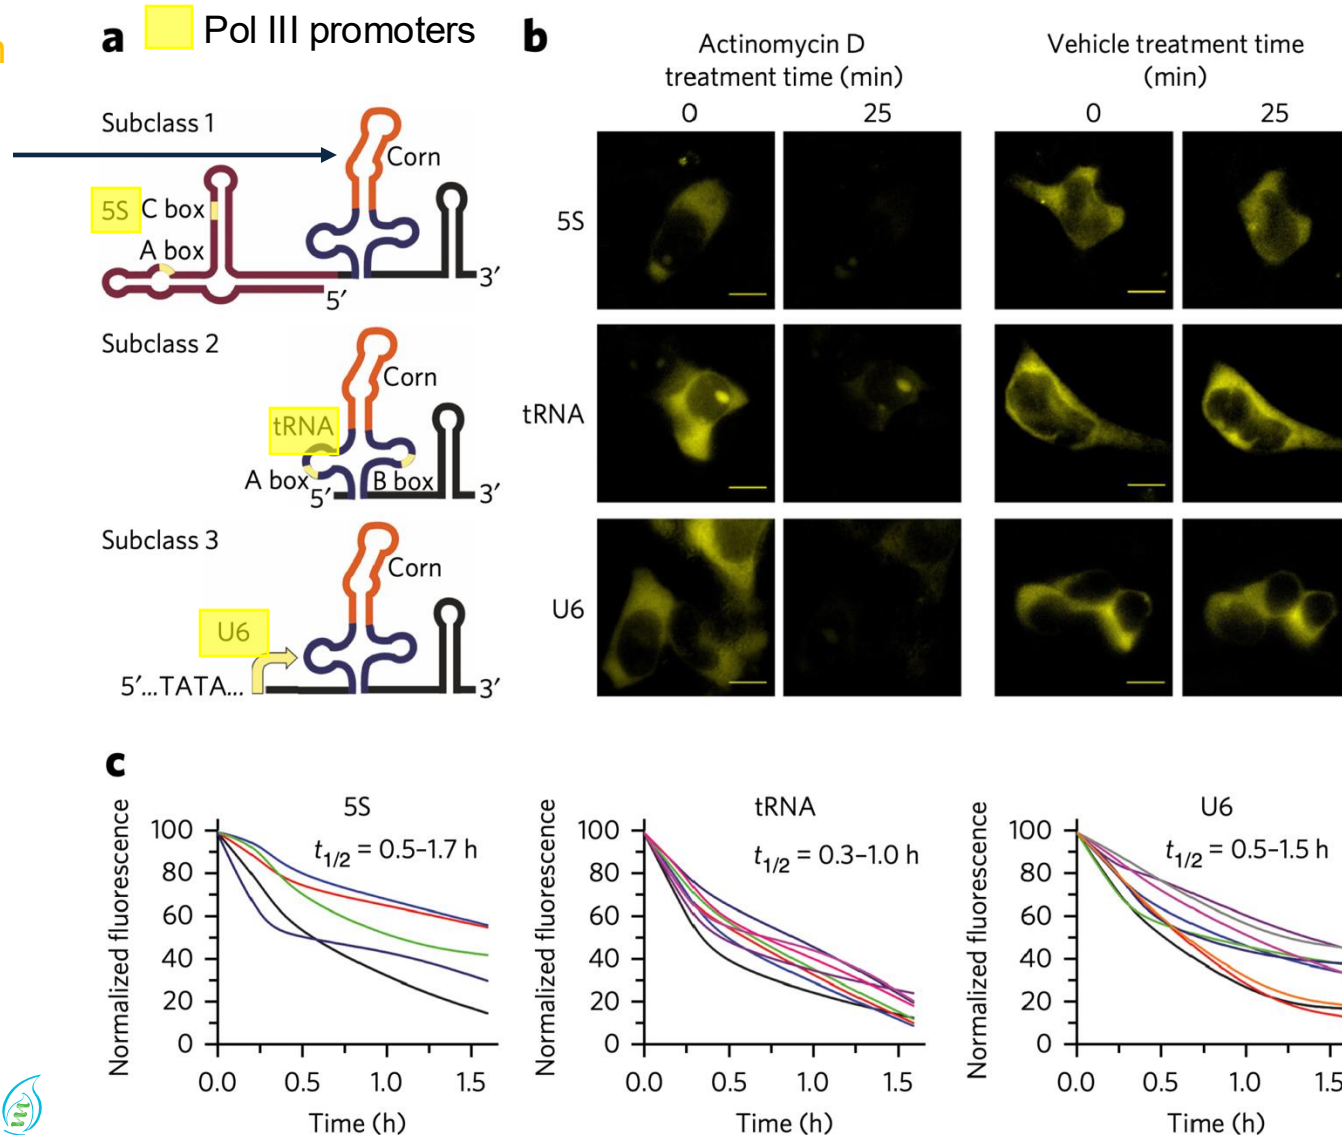 a Pol III promoters
Subclass 1
Corn
5S C box
A box
5′
3′
Subclass 2
Corn
tRNA
A box
B box
5′
3′
Subclass 3
Corn
U6
5′...TATA...
3′
b
Actinomycin D
treatment time (min)
0 25
Vehicle treatment time
(min)
0 25
5S
tRNA
U6
c
5S
t1/2 = 0.5–1.7 h
Normalized fluorescence
100
80
60
40
20
0
0.0 0.5 1.0 1.5
Time (h)
tRNA
t1/2 = 0.3–1.0 h
Normalized fluorescence
100
80
60
40
20
0
0.0 0.5 1.0 1.5
Time (h)
U6
t1/2 = 0.5–1.5 h
Normalized fluorescence
100
80
60
40
20
0
0.0 0.5 1.0 1.5
Time (h)